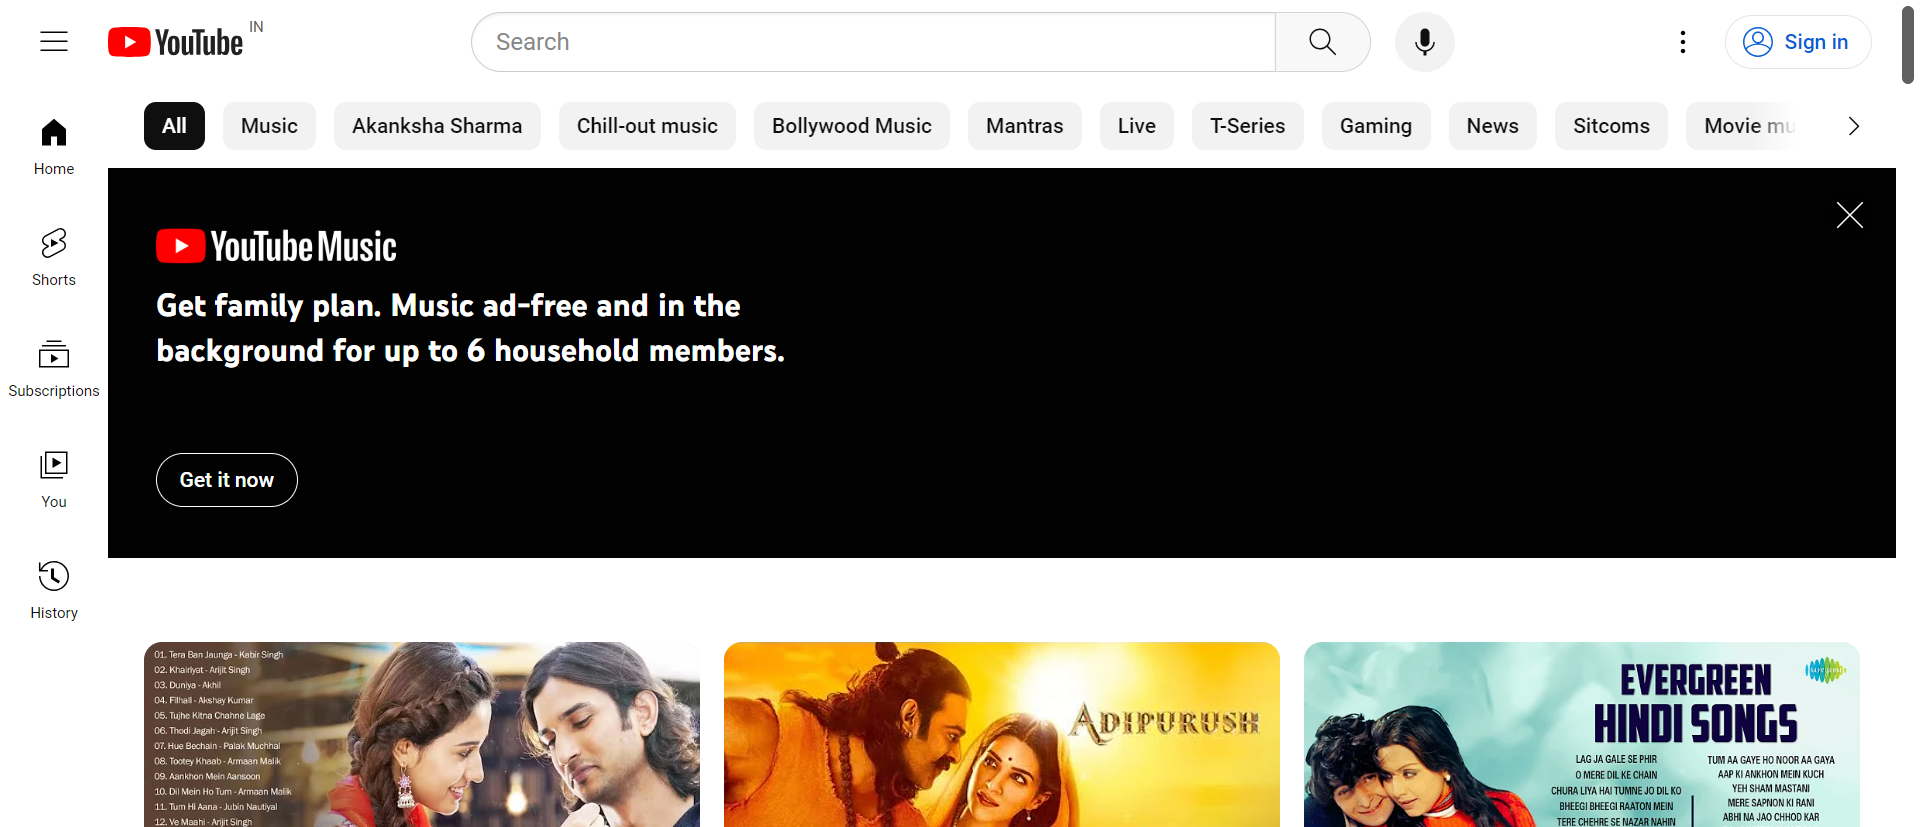 YouTube IN
Search
Sign in
All
Music
Akanksha Sharma
Chill-out music
Bollywood Music
Mantras
Live
T-Series
Gaming
News
Sitcoms
Movie mu
Home
Shorts
Subscriptions
You
History
YouTube Music
Get family plan. Music ad-free and in the
background for up to 6 household members.
Get it now
01. Tera Ban Jaunga - Kabir Singh
02. Khairiyat - Arijit Singh
03. Duniya - Akhil
04. Filhall - Akshay Kumar
05. Tujhe Kitna Chahne Lage
06. Thodi Jagah - Arijit Singh
07. Hue Bechain - Palak Muchhal
08. Tootey Khaab - Armaan Malik
09. Aankhon Mein Aansoon
10. Dil Mein Ho Tum - Armaan Malik
11. Tum Hi Aana - Jubin Nautiyal
12. Ve Maahi - Arijit Singh
ADIPURUSH
EVERGREEN
HINDI SONGS
LAG JA GALE SE PHIR
O MERE DIL KE CHAIN
CHURA LIYA HAI TUMNE JO DIL KO
BHEEGI BHEEGI RAATON MEIN
TERE CHEHRE SE NAZAR NAHIN
TUM AA GAYE HO NOOR AA GAYA
AAP KI ANKHON MEIN KUCH
YEH SHAM MASTANI
MERE SAPNON KI RANI
ABHI NA JAO CHHOD KAR